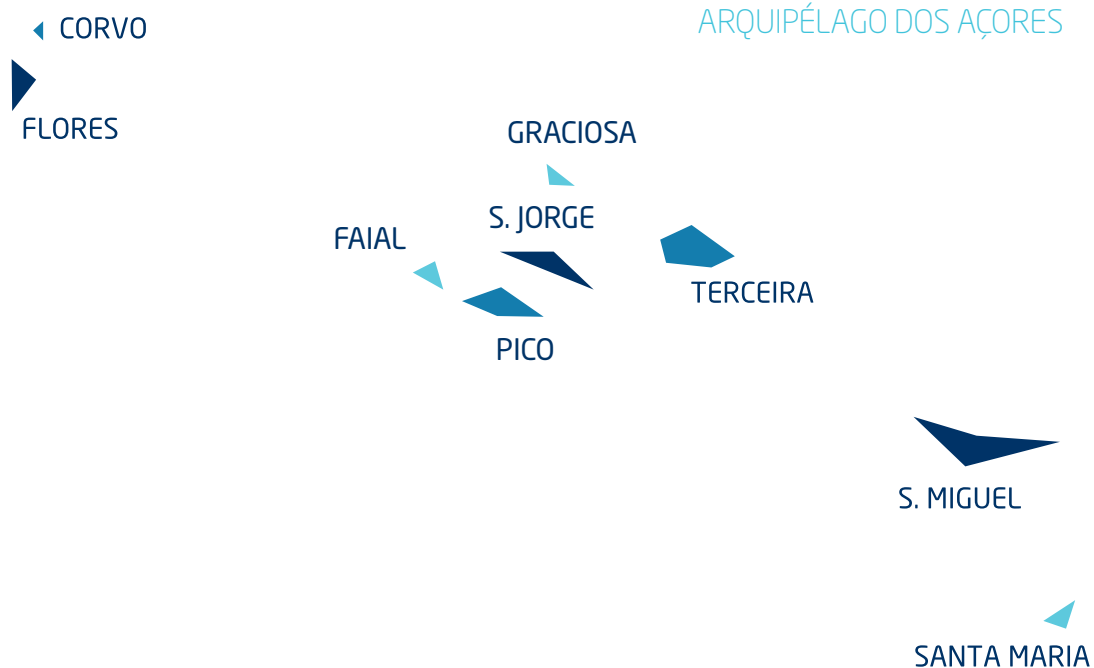 ARQUIPÉLAGO DOS AÇORES
CORVO
FLORES
GRACIOSA
S. JORGE
FAIAL
TERCEIRA
PICO
S. MIGUEL
SANTA MARIA